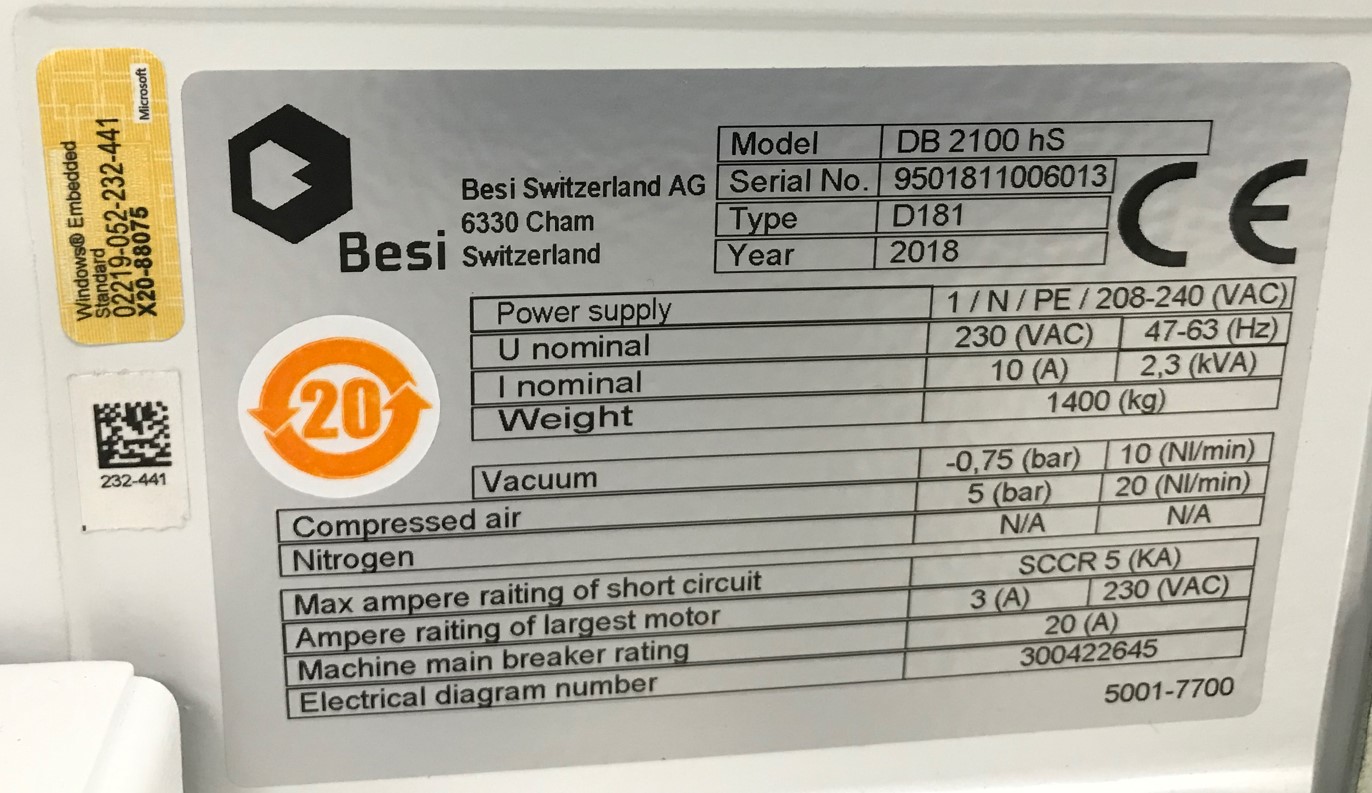 Windows® Embedded
Standard
02219-052-232-441
X20-88075
Microsoft
232-441
Besi
Besi Switzerland AG
6330 Cham
Switzerland
Model DB 2100 hS
Serial No. 9501811006013
Type D181
Year 2018
CE
20
Power supply 1 / N / PE / 208-240 (VAC)
U nominal 230 (VAC) 47-63 (Hz)
I nominal 10 (A) 2,3 (kVA)
Weight 1400 (kg)
Vacuum -0,75 (bar) 10 (Nl/min)
Compressed air 5 (bar) 20 (Nl/min)
Nitrogen N/A N/A
Max ampere raiting of short circuit SCCR 5 (KA)
Ampere raiting of largest motor 3 (A) 230 (VAC)
Machine main breaker rating 20 (A)
Electrical diagram number 300422645
5001-7700